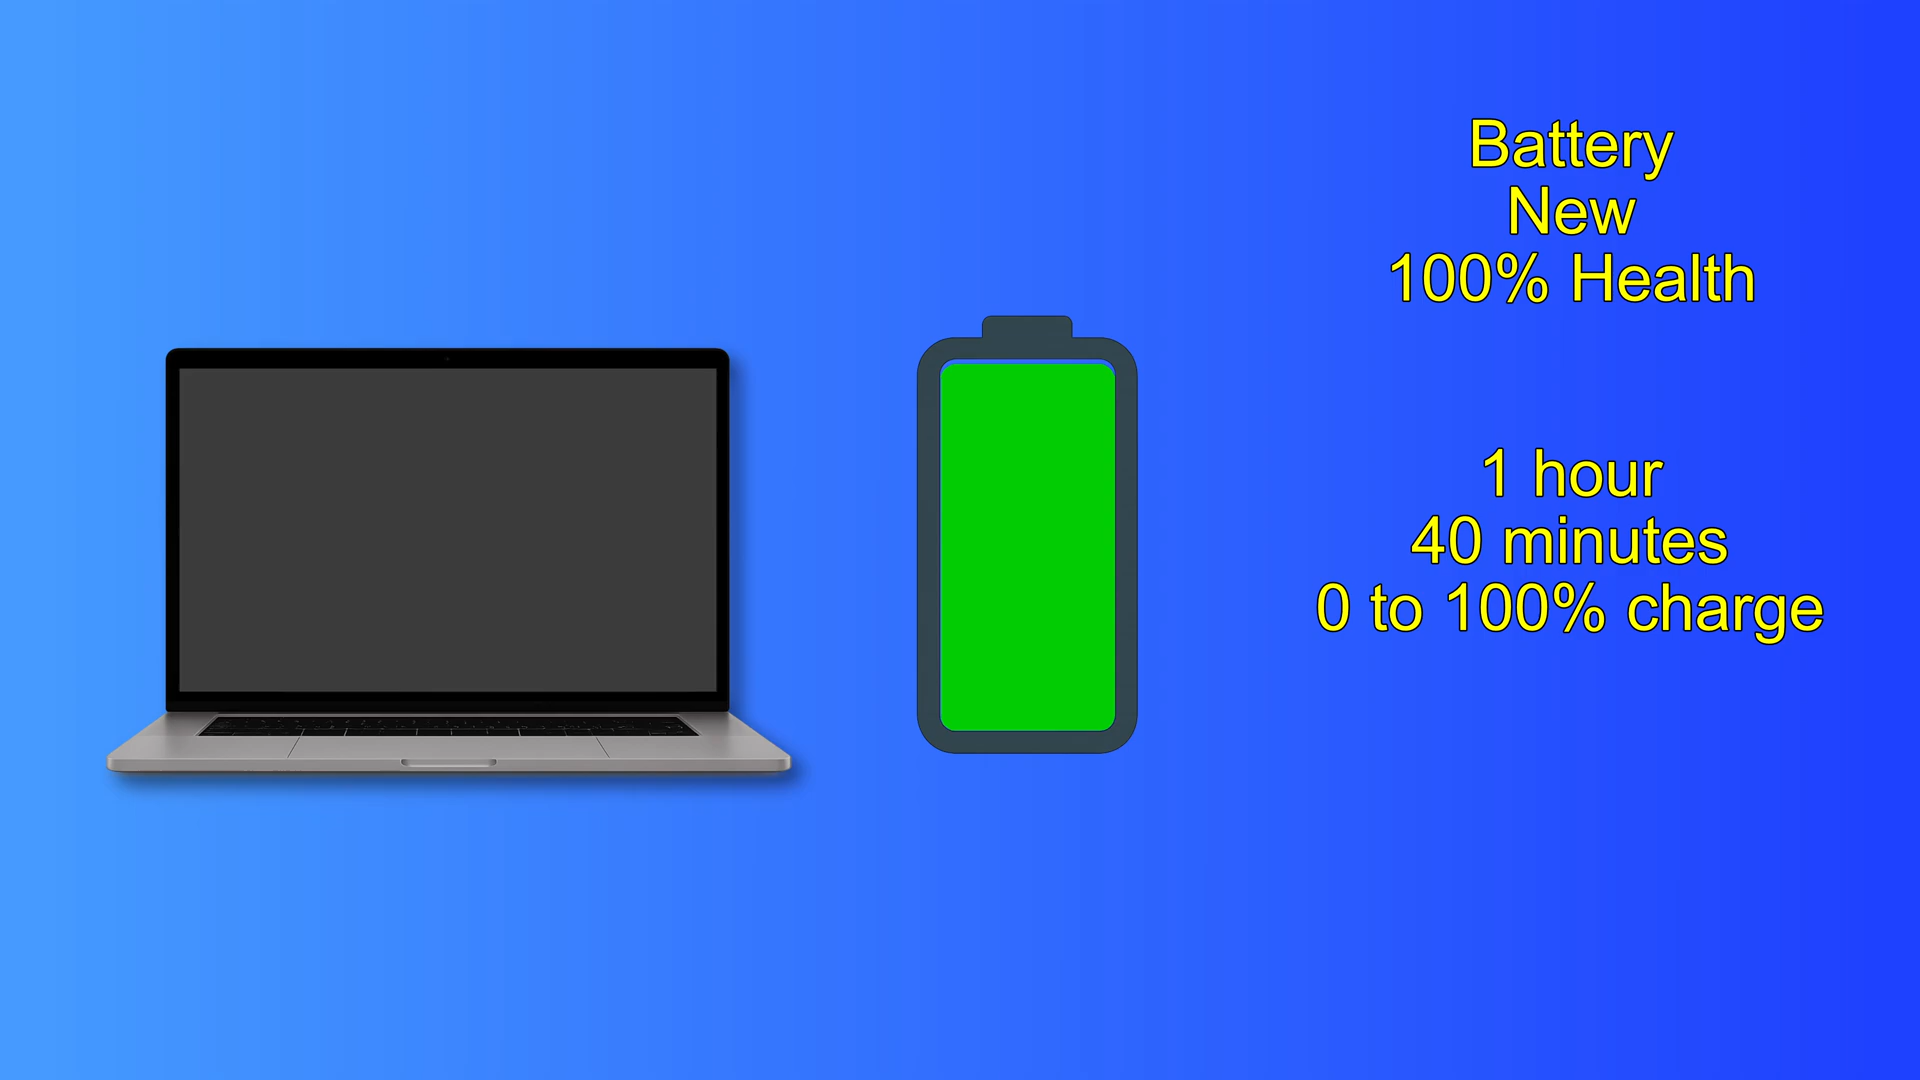 Battery
New
100% Health
1 hour
40 minutes
0 to 100% charge